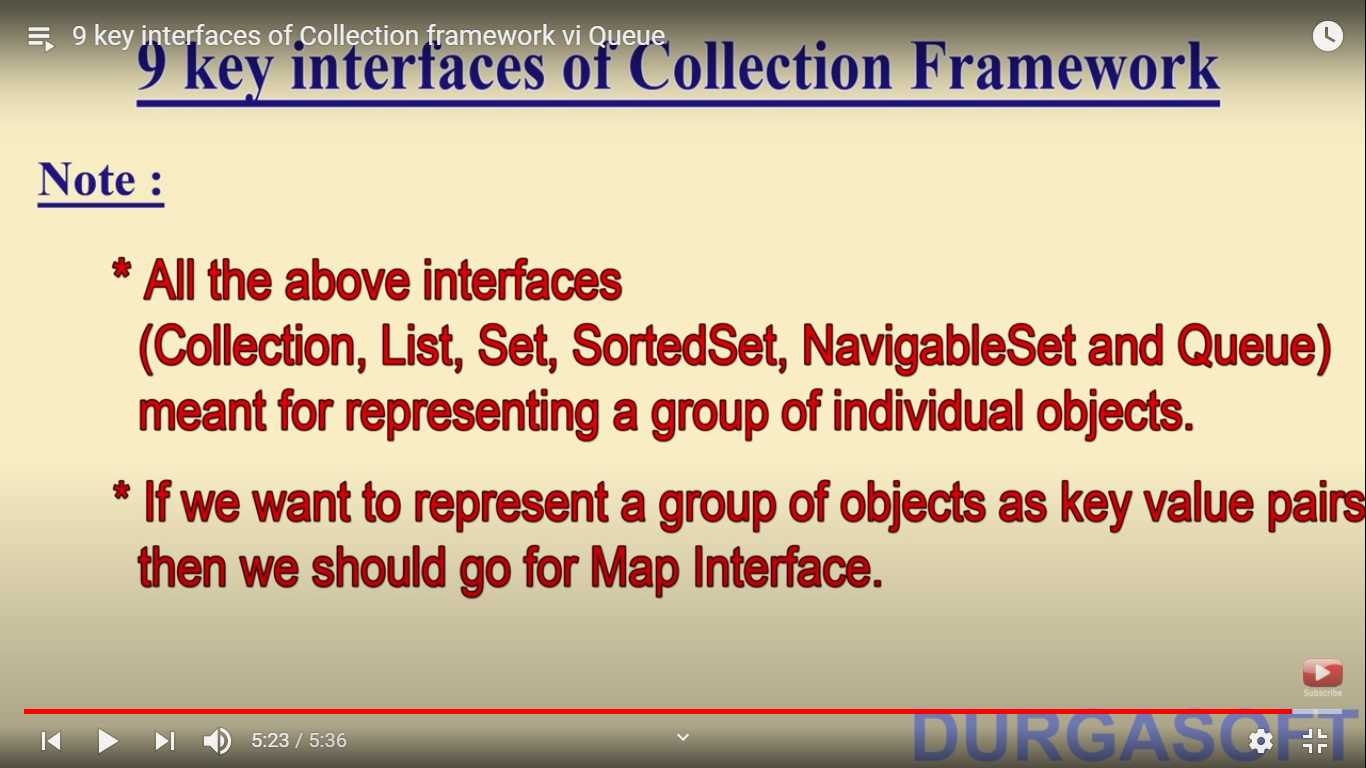 9 key interfaces of Collection framework vi Queue
9 key interfaces of Collection Framework
Note :
* All the above interfaces
(Collection, List, Set, SortedSet, NavigableSet and Queue)
meant for representing a group of individual objects.
* If we want to represent a group of objects as key value pairs
then we should go for Map Interface.
Subscribe
5:23 / 5:36
DURGASOFT